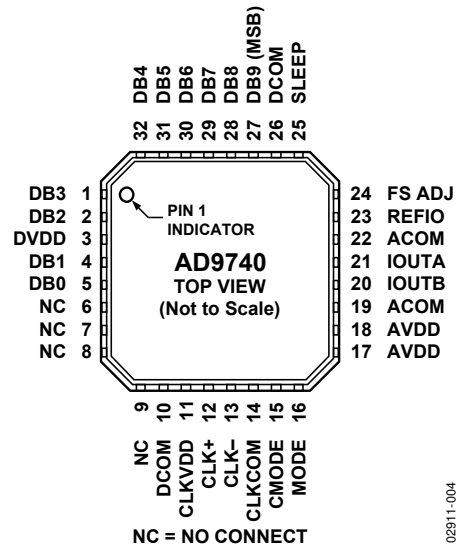 32 DB4
31 DB5
30 DB6
29 DB7
28 DB8
27 DB9 (MSB)
26 DCOM
25 SLEEP
DB3 1
DB2 2
DVDD 3
DB1 4
DB0 5
NC 6
NC 7
NC 8
PIN 1
INDICATOR
AD9740
TOP VIEW
(Not to Scale)
24 FS ADJ
23 REFIO
22 ACOM
21 IOUTA
20 IOUTB
19 ACOM
18 AVDD
17 AVDD
NC 9
DCOM 10
CLKVDD 11
CLK+ 12
CLK– 13
CLKCOM 14
CMODE 15
MODE 16
NC = NO CONNECT
02911-004